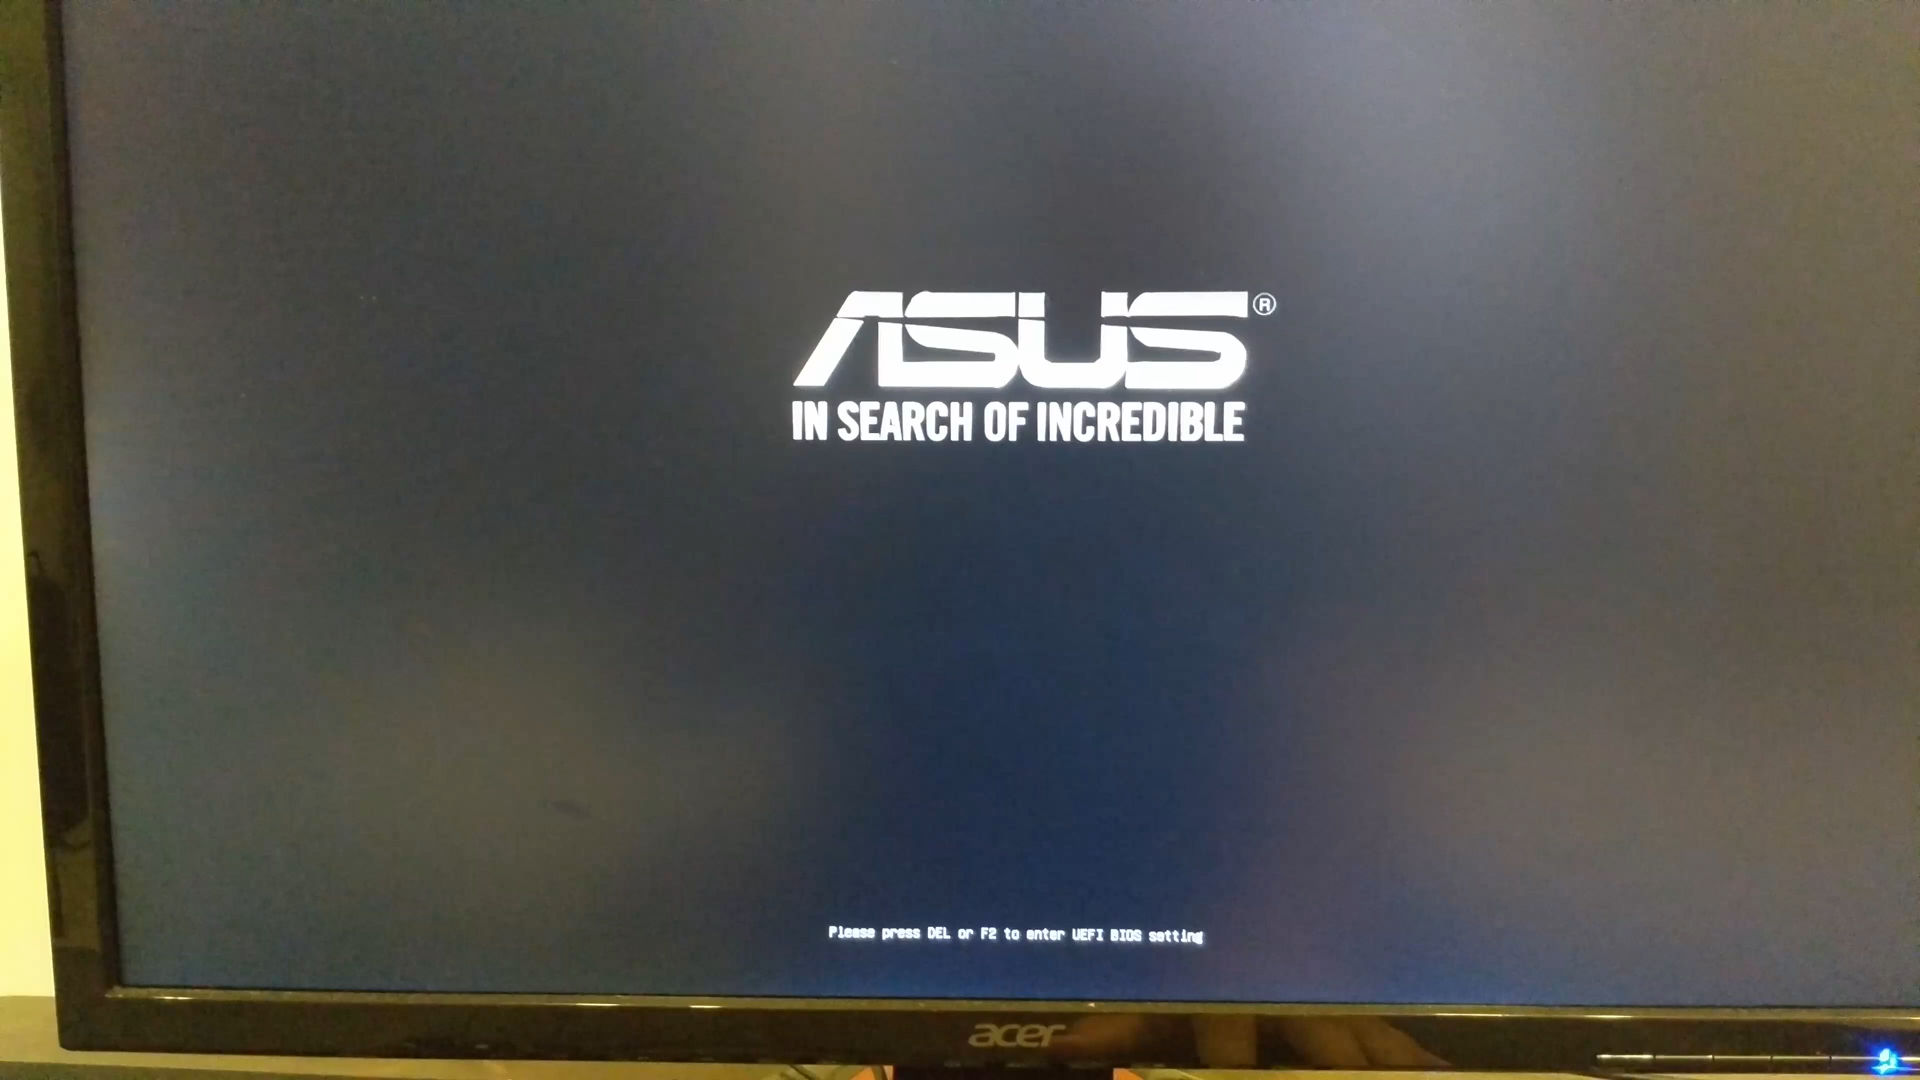 ASUS®
IN SEARCH OF INCREDIBLE
Please press DEL or F2 to enter UEFI BIOS setting
acer